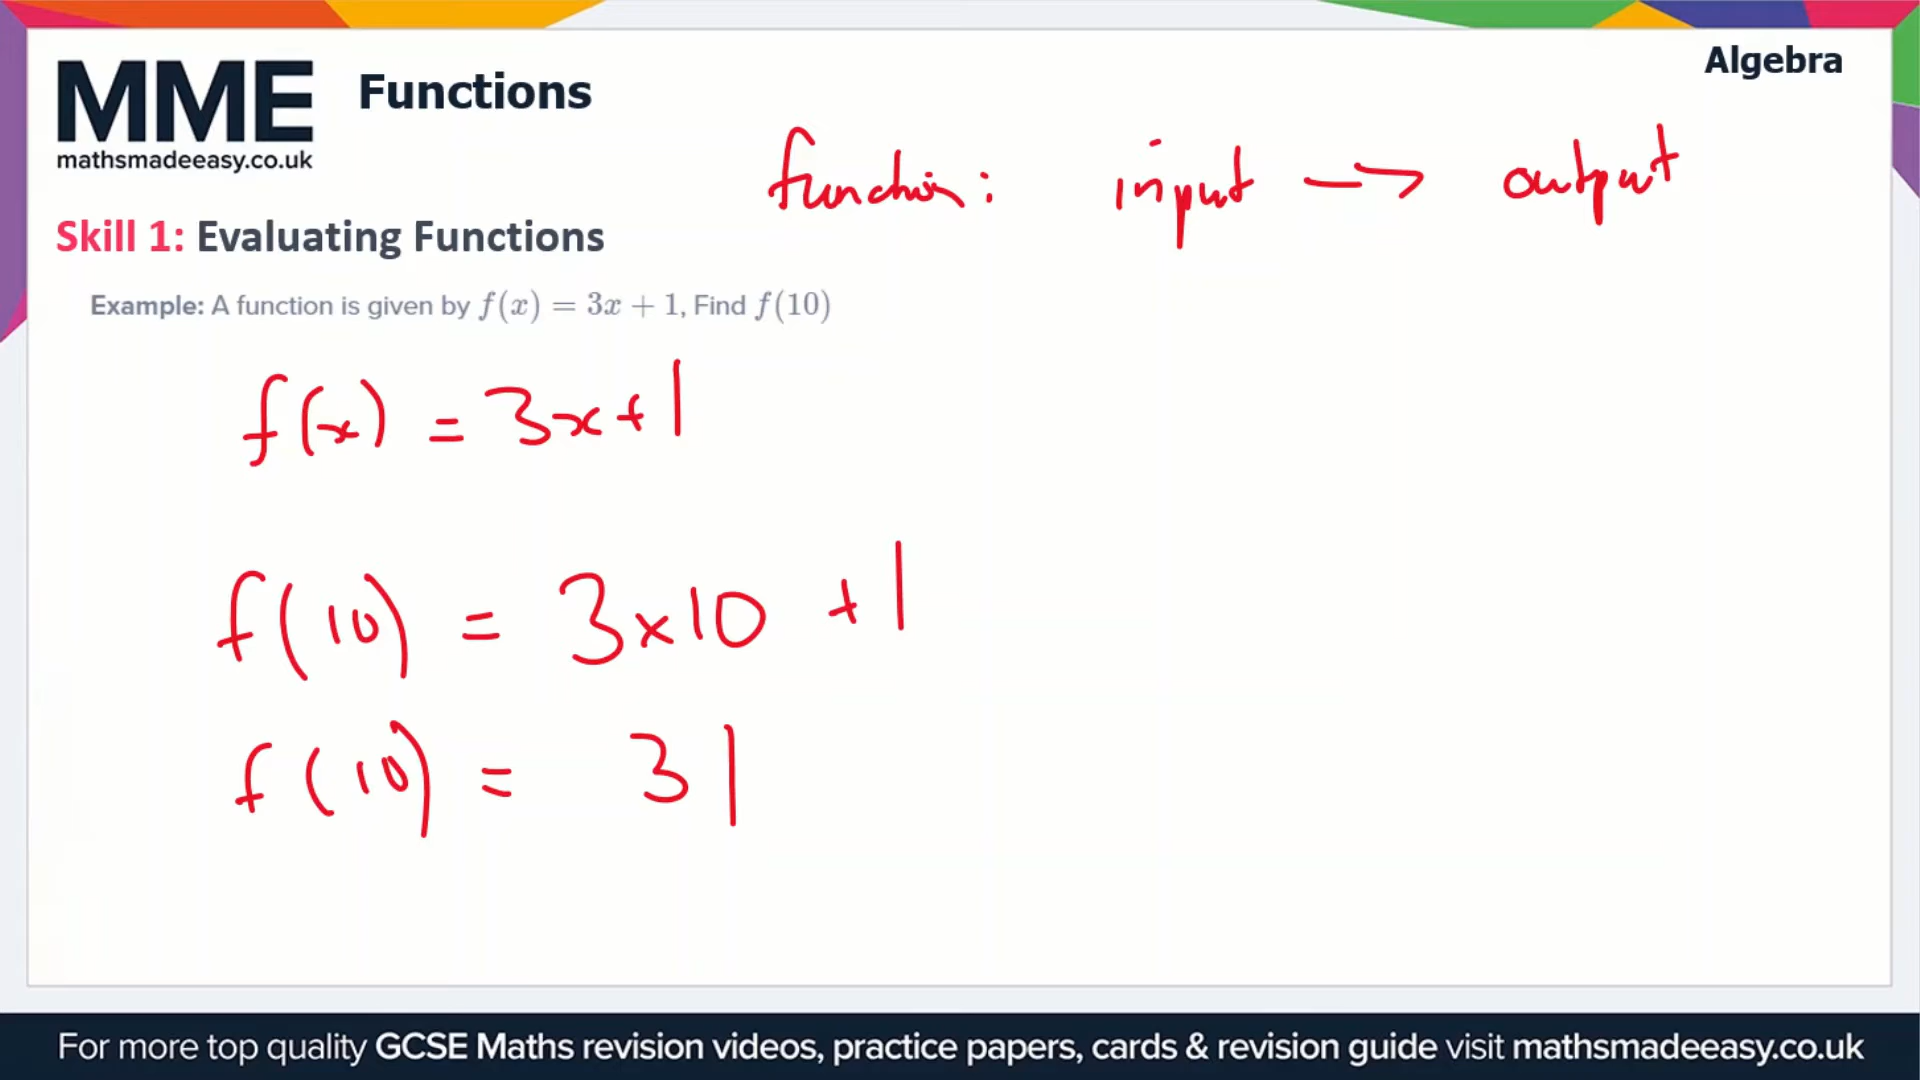 MME Functions
Algebra
mathsmadeeasy.co.uk
function: input → output
Skill 1: Evaluating Functions
Example: A function is given by f(x) = 3x + 1, Find f(10)
f(x) = 3x+1
f(10) = 3×10 + 1
f(10) = 31
For more top quality GCSE Maths revision videos, practice papers, cards & revision guide visit mathsmadeeasy.co.uk